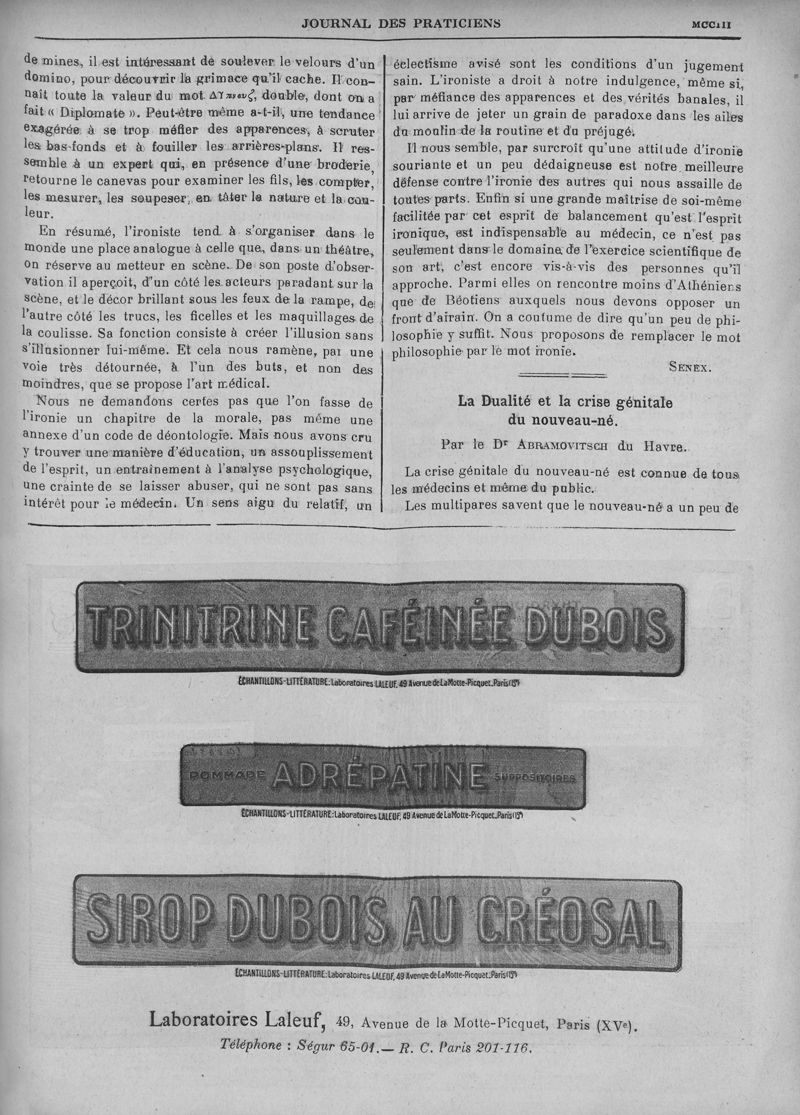 JOURNAL DES PRATICIENS
MCCIII
de mines, il est intéressant de soulever le velours d'un
domino, pour découvrir la grimace qu'il cache. Il con-
nait toute la valeur du mot double, dont on a
fait « Diplomate ». Peut-être même a-t-il, une tendance
exagérée à se trop méfier des apparences, à scruter
les bas-fonds et à fouiller les arrières-plans. Il res-
semble à un expert qui, en présence d'une broderie,
retourne le canevas pour examiner les fils, les compter,
les mesurer, les soupeser, en tâter la nature et la cou-
leur.
En résumé, l'ironiste tend à s'organiser dans le
monde une place analogue à celle que, dans un théâtre,
on réserve au metteur en scène. De son poste d'obser-
vation il aperçoit, d'un côté les acteurs paradant sur la
scène, et le décor brillant sous les feux de la rampe, de
l'autre côté les trucs, les ficelles et les maquillages de
la coulisse. Sa fonction consiste à créer l'illusion sans
s'illusionner lui-même. Et cela nous ramène, par une
voie très détournée, à l'un des buts, et non des
moindres, que se propose l'art médical.
Nous ne demandons certes pas que l'on fasse de
l'ironie un chapitre de la morale, pas même une
annexe d'un code de déontologie. Mais nous avons cru
y trouver une manière d'éducation, un assouplissement
de l'esprit, un entraînement à l'analyse psychologique,
une crainte de se laisser abuser, qui ne sont pas sans
intérêt pour le médecin. Un sens aigu du relatif, un
éclectisme avisé sont les conditions d'un jugement
sain. L'ironiste a droit à notre indulgence, même si,
par méfiance des apparences et des vérités banales, il
lui arrive de jeter un grain de paradoxe dans les ailes
du moulin de la routine et du préjugé.
Il nous semble, par surcroît qu'une attitude d'ironie
souriante et un peu dédaigneuse est notre meilleure
défense contre l'ironie des autres qui nous assaille de
toutes parts. Enfin si une grande maîtrise de soi-même
facilitée par cet esprit de balancement qu'est l'esprit
ironique, est indispensable au médecin, ce n'est pas
seulement dans le domaine de l'exercice scientifique de
son art, c'est encore vis-à-vis des personnes qu'il
approche. Parmi elles on rencontre moins d'Athéniens
que de Béotiens auxquels nous devons opposer un
front d'airain. On a coutume de dire qu'un peu de phi-
losophie y suffit. Nous proposons de remplacer le mot
philosophie par le mot ironie.
SENEX.
La Dualité et la crise génitale
du nouveau-né.
Par le Dr ABRAMOVITSCH du Havre.
La crise génitale du nouveau-né est connue de tous
les médecins et même du public.
Les multipares savent que le nouveau-né a un peu de
TRINITRINE CAFÉINÉE DUBOIS
ÉCHANTILLONS-LITTÉRATURE: Laboratoires LALEUF, 49 Avenue de La Motte-Picquet_Paris (15e)
POMMADE ADRÉPATINE SUPPOSITOIRES
ÉCHANTILLONS-LITTÉRATURE: Laboratoires LALEUF, 49 Avenue de La Motte-Picquet_Paris (15e)
SIROP DUBOIS AU CRÉOSAL
ÉCHANTILLONS-LITTÉRATURE: Laboratoires LALEUF, 49 Avenue de La Motte-Picquet_Paris (15e)
Laboratoires Laleuf, 49, Avenue de la Motte-Picquet, Paris (XVe).
Téléphone : Ségur 65-01. — R. C. Paris 201-116.